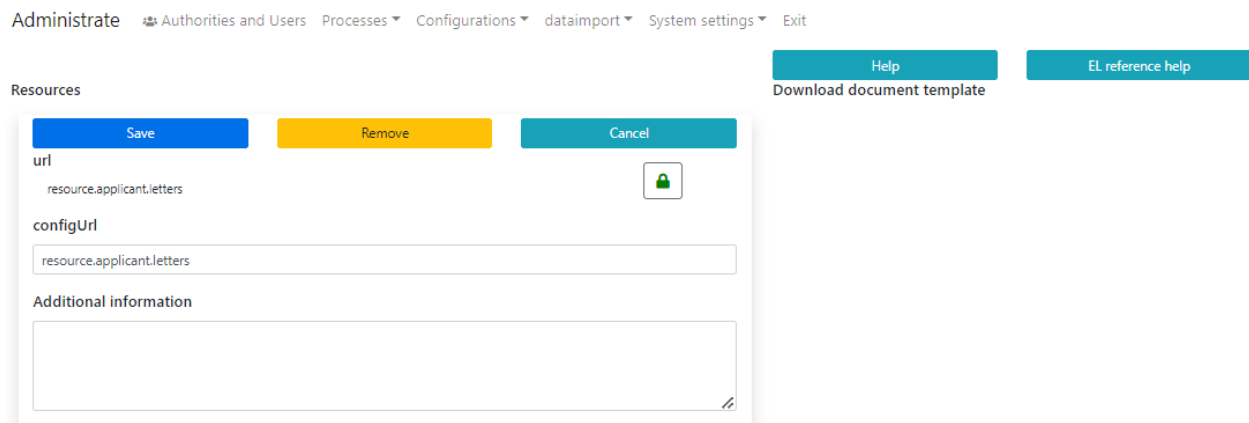 Administrate Authorities and Users Processes Configurations dataimport System settings Exit
Help EL reference help
Resources Download document template
Save Remove Cancel
url
resource.applicant.letters
configUrl
resource.applicant.letters
Additional information